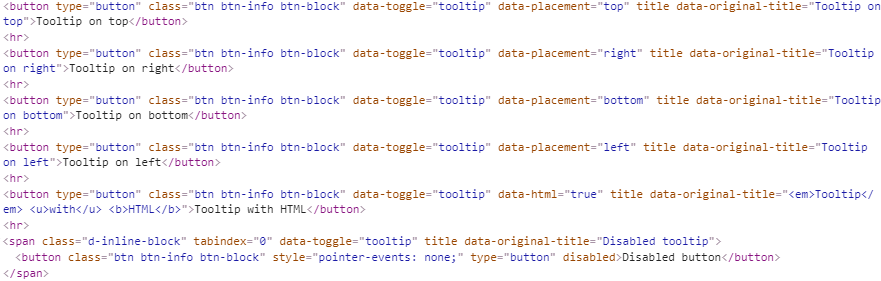 <button type="button" class="btn btn-info btn-block" data-toggle="tooltip" data-placement="top" title data-original-title="Tooltip on
top">Tooltip on top</button>
<hr>
<button type="button" class="btn btn-info btn-block" data-toggle="tooltip" data-placement="right" title data-original-title="Tooltip
on right">Tooltip on right</button>
<hr>
<button type="button" class="btn btn-info btn-block" data-toggle="tooltip" data-placement="bottom" title data-original-title="Tooltip
on bottom">Tooltip on bottom</button>
<hr>
<button type="button" class="btn btn-info btn-block" data-toggle="tooltip" data-placement="left" title data-original-title="Tooltip
on left">Tooltip on left</button>
<hr>
<button type="button" class="btn btn-info btn-block" data-toggle="tooltip" data-html="true" title data-original-title="<em>Tooltip</
em> <u>with</u> <b>HTML</b>">Tooltip with HTML</button>
<hr>
<span class="d-inline-block" tabindex="0" data-toggle="tooltip" title data-original-title="Disabled tooltip">
<button class="btn btn-info btn-block" style="pointer-events: none;" type="button" disabled>Disabled button</button>
</span>